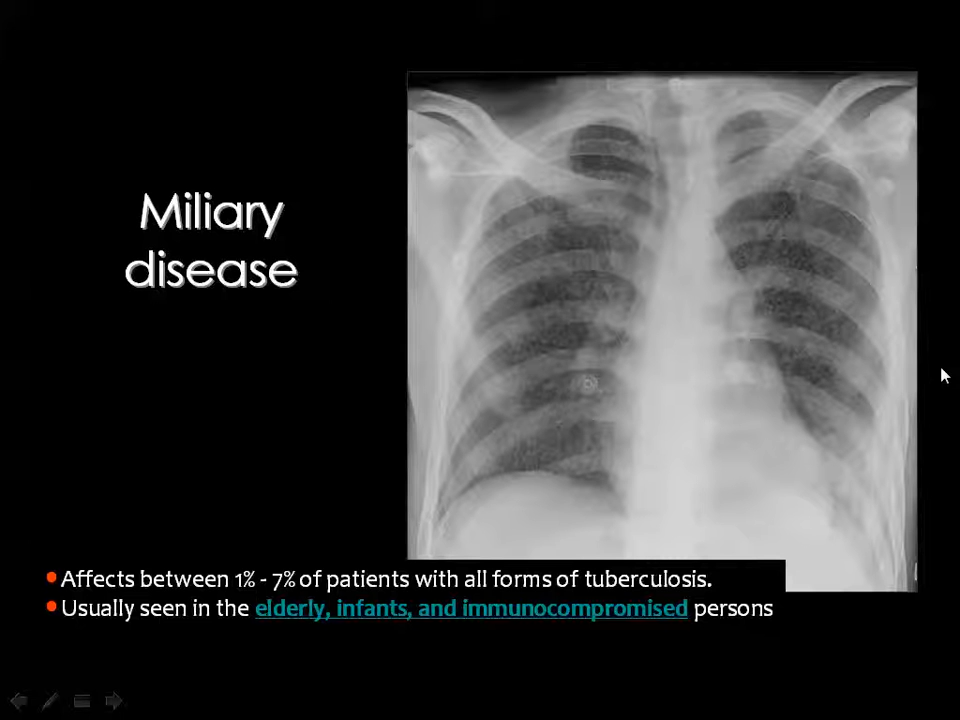 Miliary
disease
• Affects between 1% - 7% of patients with all forms of tuberculosis.
• Usually seen in the elderly, infants, and immunocompromised persons